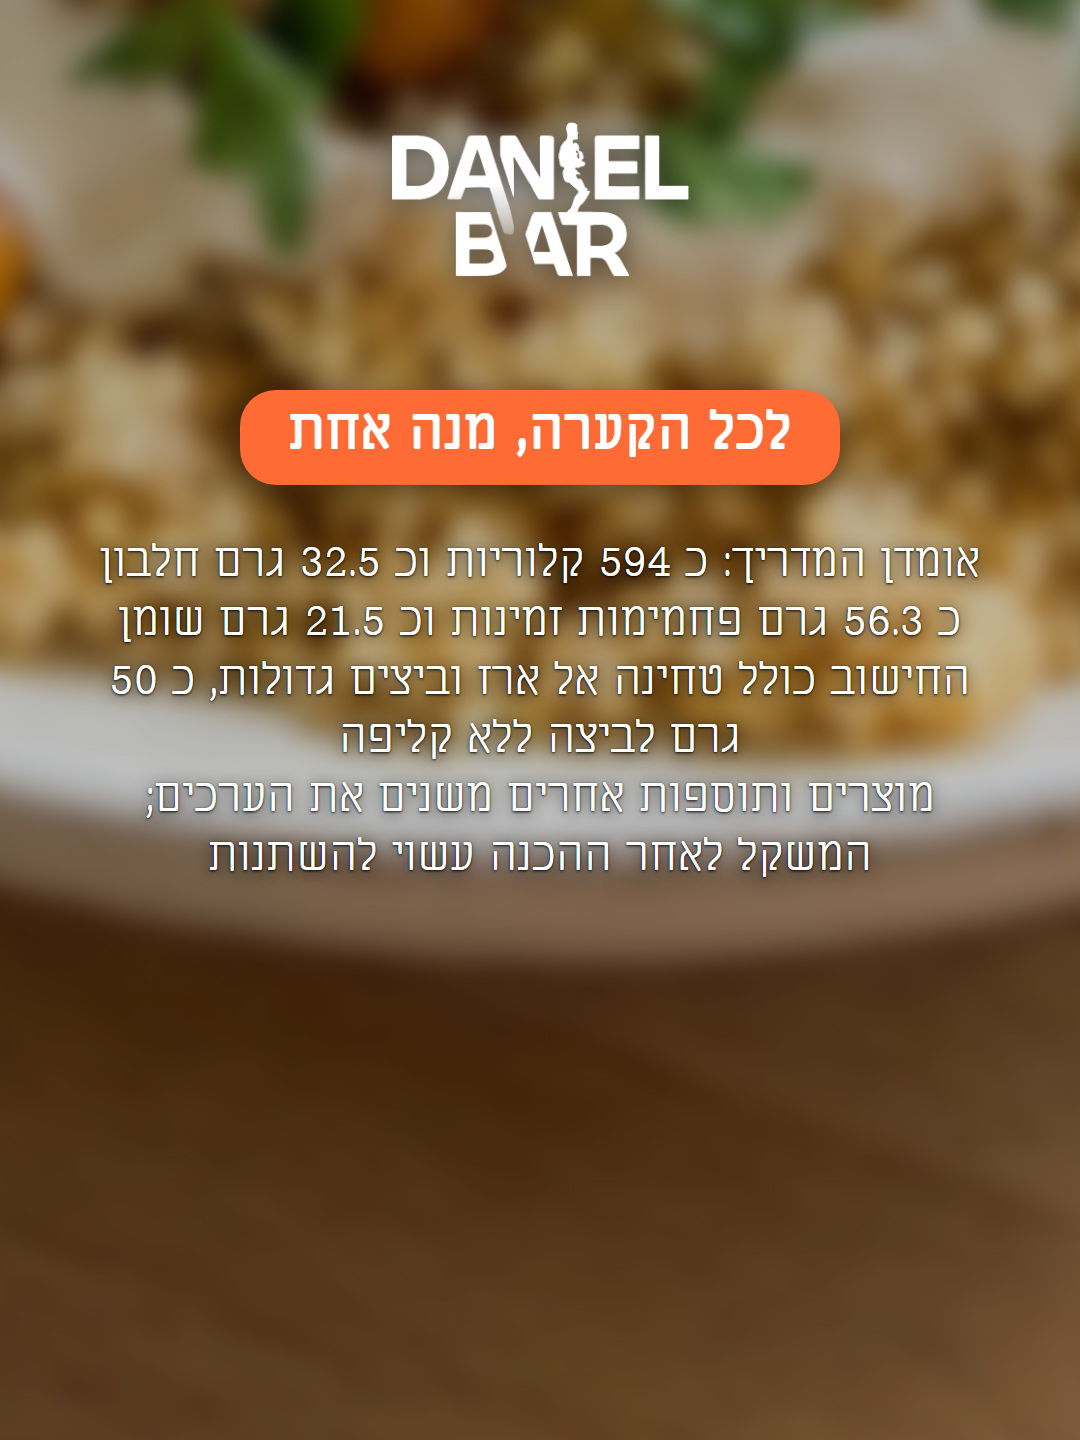 DANIEL
BAR
לכל הקערה, מנה אחת
אומדן המדריך: כ 594 קלוריות וכ 32.5 גרם חלבון
כ 56.3 גרם פחמימות זמינות וכ 21.5 גרם שומן
החישוב כולל טחינה אל ארז וביצים גדולות, כ 50
גרם לביצה ללא קליפה
מוצרים ותוספות אחרים משנים את הערכים;
המשקל לאחר ההכנה עשוי להשתנות